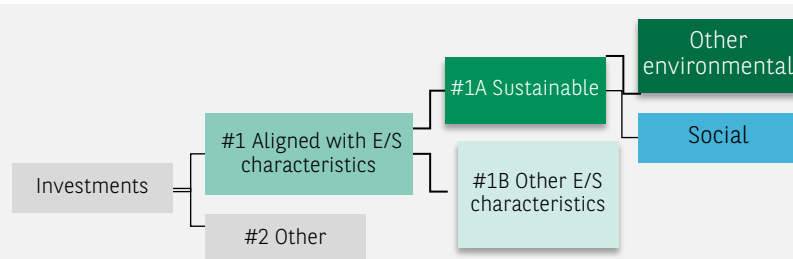 Investments
#1 Aligned with E/S
characteristics
#2 Other
#1A Sustainable
#1B Other E/S
characteristics
Other
environmental
Social